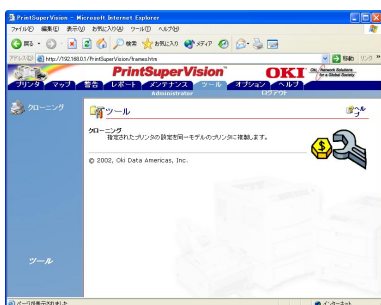 PrintSuperVision - Microsoft Internet Explorer
ファイル(F) 編集(E) 表示(V) お気に入り(A) ツール(T) ヘルプ(H)
戻る 検索 お気に入り メディア
アドレス(D) http://192.168.0.1/PrintSuperVision/frames.htm 移動 リンク
PrintSuperVision
OKI
Network Solutions
for a Global Society
プリンタ マップ 警告 レポート メンテナンス ツール オプション ヘルプ
Administrator ログアウト
クローニング
ツール
クローニング
指定されたプリンタの設定を同一モデルのプリンタに複製します。
© 2002, Oki Data Americas, Inc.
ツール
ページが表示されました
インターネット